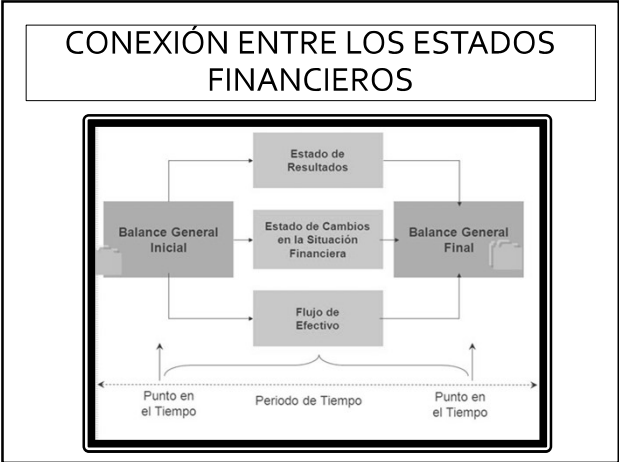 CONEXIÓN ENTRE LOS ESTADOS
FINANCIEROS
Estado de
Resultados
Balance General
Inicial
Estado de Cambios
en la Situación
Financiera
Balance General
Final
Flujo de
Efectivo
Punto en
el Tiempo
Periodo de Tiempo
Punto en
el Tiempo